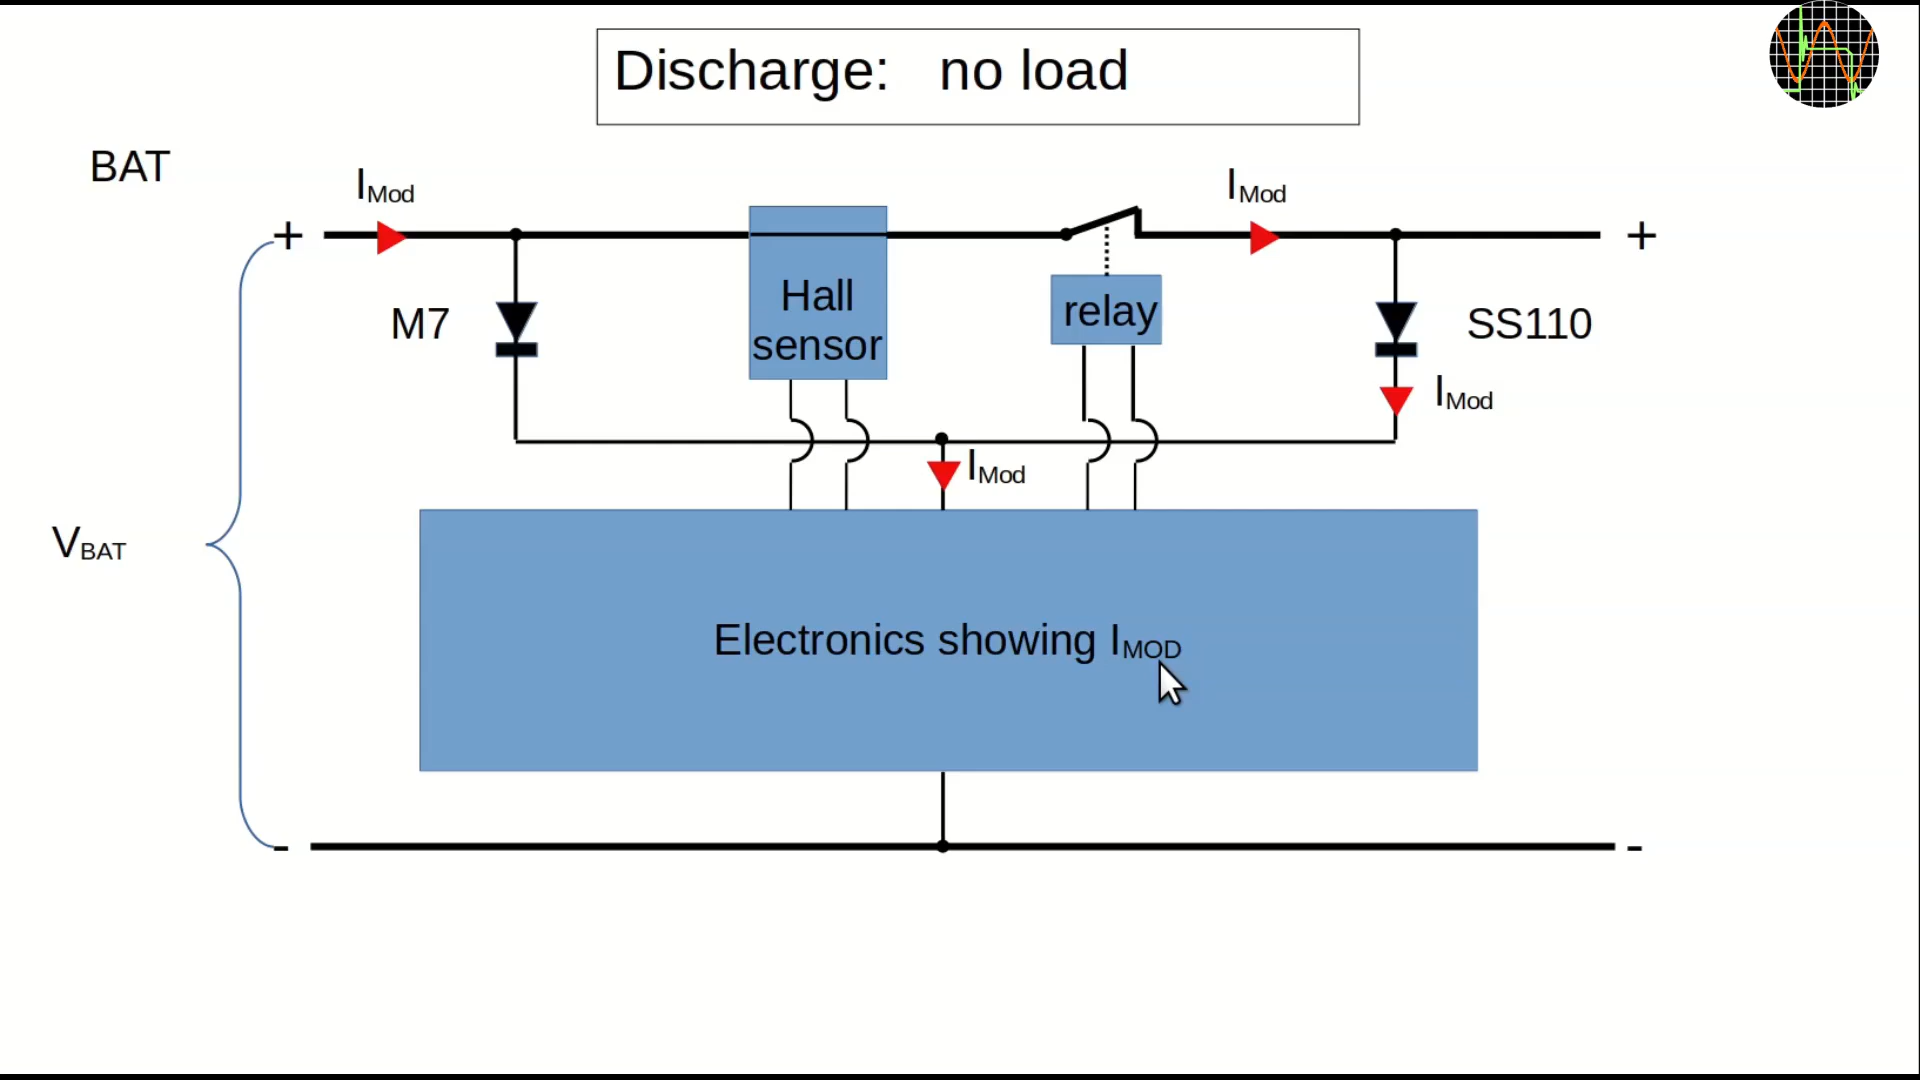 Discharge: no load
BAT
IMod
IMod
+
+
Hall
sensor
relay
M7
SS110
IMod
IMod
VBAT
Electronics showing IMOD
-
-